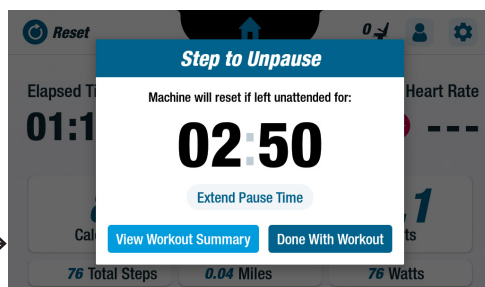 Reset
0
Step to Unpause
Elapsed Ti
Machine will reset if left unattended for:
Heart Rate
01:1
02:50
---
Extend Pause Time
1
Cal
View Workout Summary
Done With Workout
ts
76 Total Steps
0.04 Miles
76 Watts